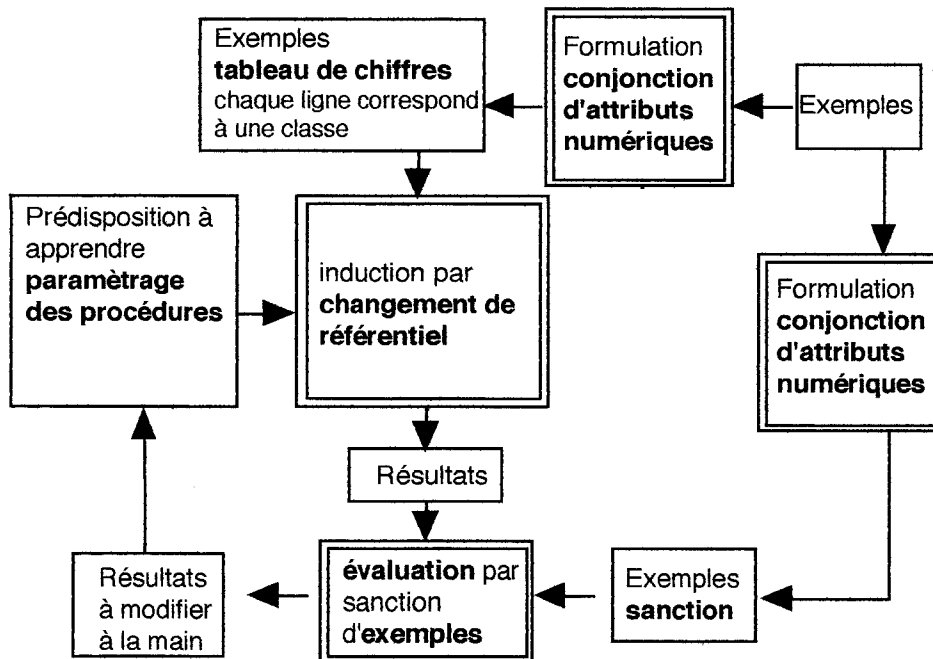 Exemples
tableau de chiffres
chaque ligne correspond
à une classe
Formulation
conjonction
d'attributs
numériques
Exemples
Prédisposition à
apprendre
paramètrage
des procédures
induction par
changement de
référentiel
Formulation
conjonction
d'attributs
numériques
Résultats
Résultats
à modifier
à la main
évaluation par
sanction
d'exemples
Exemples
sanction